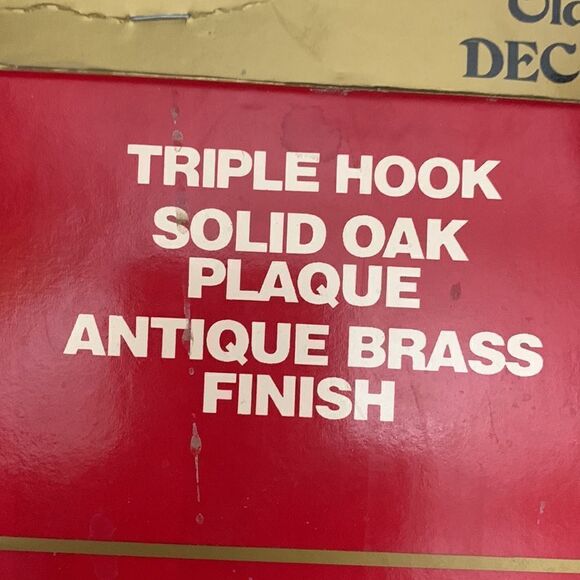 DEC
TRIPLE HOOK
SOLID OAK
PLAQUE
ANTIQUE BRASS
FINISH